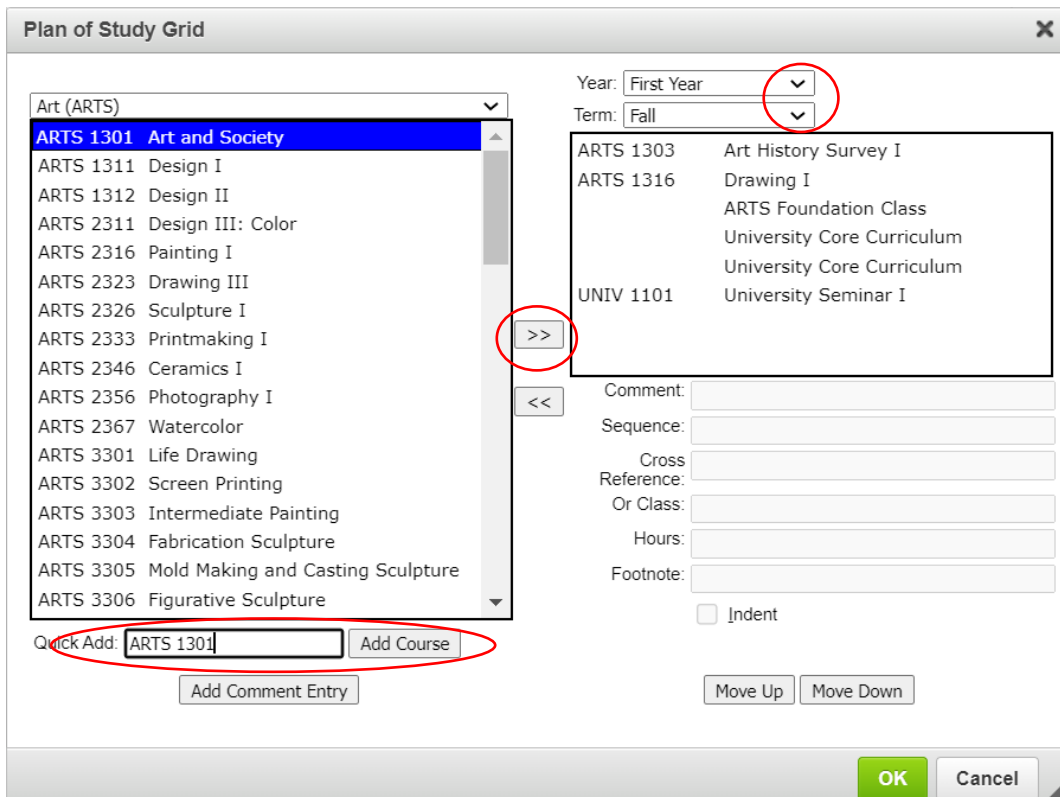 Plan of Study Grid
Art (ARTS)
ARTS 1301 Art and Society
ARTS 1311 Design I
ARTS 1312 Design II
ARTS 2311 Design III: Color
ARTS 2316 Painting I
ARTS 2323 Drawing III
ARTS 2326 Sculpture I
ARTS 2333 Printmaking I
ARTS 2346 Ceramics I
ARTS 2356 Photography I
ARTS 2367 Watercolor
ARTS 3301 Life Drawing
ARTS 3302 Screen Printing
ARTS 3303 Intermediate Painting
ARTS 3304 Fabrication Sculpture
ARTS 3305 Mold Making and Casting Sculpture
ARTS 3306 Figurative Sculpture
Quick Add: ARTS 1301 Add Course
Add Comment Entry
>>
<<
Year: First Year
Term: Fall
ARTS 1303 Art History Survey I
ARTS 1316 Drawing I
ARTS Foundation Class
University Core Curriculum
University Core Curriculum
UNIV 1101 University Seminar I
Comment:
Sequence:
Cross
Reference:
Or Class:
Hours:
Footnote:
Indent
Move Up Move Down
OK Cancel